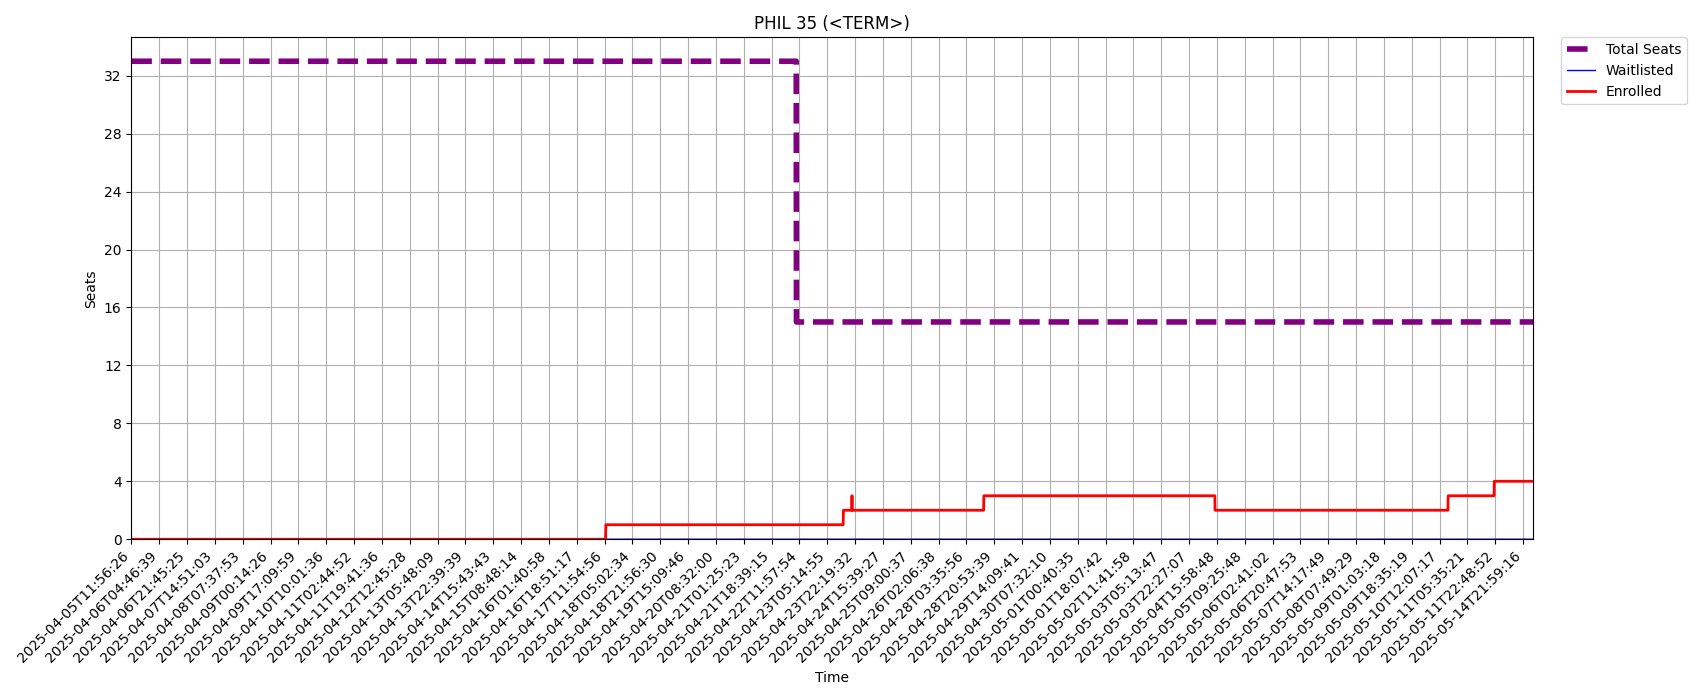 PHIL 35 (<TERM>)
Total Seats
Waitlisted
Enrolled
Seats
32
28
24
20
16
12
8
4
0
2025-04-05T11:56:26
2025-04-06T04:46:39
2025-04-06T21:45:25
2025-04-07T14:51:03
2025-04-08T07:37:53
2025-04-09T00:14:26
2025-04-09T17:09:59
2025-04-10T10:01:36
2025-04-11T02:44:52
2025-04-11T19:41:36
2025-04-12T12:45:28
2025-04-13T05:48:09
2025-04-13T22:39:39
2025-04-14T15:43:43
2025-04-15T08:48:14
2025-04-16T01:40:58
2025-04-16T18:51:17
2025-04-17T11:54:56
2025-04-18T05:02:34
2025-04-18T21:56:30
2025-04-19T15:09:46
2025-04-20T08:32:00
2025-04-21T01:25:23
2025-04-21T18:39:15
2025-04-22T11:57:54
2025-04-23T05:14:55
2025-04-23T22:19:32
2025-04-24T15:39:27
2025-04-25T09:00:37
2025-04-26T02:06:38
2025-04-28T03:35:56
2025-04-28T20:53:39
2025-04-29T14:09:41
2025-04-30T07:32:10
2025-05-01T00:40:35
2025-05-01T18:07:42
2025-05-02T11:41:58
2025-05-03T05:13:47
2025-05-03T22:27:07
2025-05-04T15:58:48
2025-05-05T09:25:48
2025-05-06T02:41:02
2025-05-06T20:47:53
2025-05-07T14:17:49
2025-05-08T07:49:29
2025-05-09T01:03:18
2025-05-09T18:35:19
2025-05-10T12:07:17
2025-05-11T05:35:21
2025-05-11T22:48:52
2025-05-14T21:59:16
Time